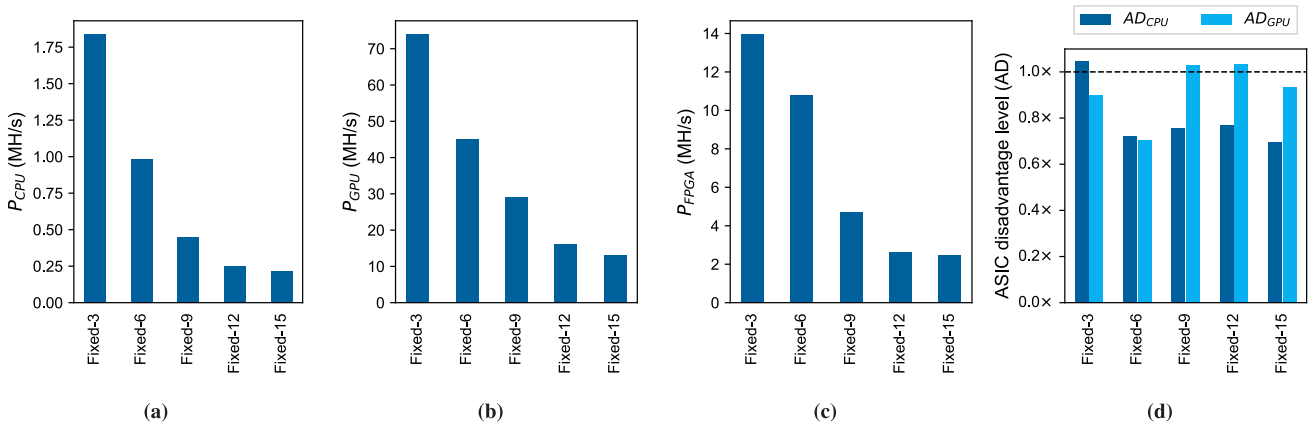 P_CPU (MH/s)
1.75
1.50
1.25
1.00
0.75
0.50
0.25
0.00
Fixed-3
Fixed-6
Fixed-9
Fixed-12
Fixed-15
(a)
P_GPU (MH/s)
70
60
50
40
30
20
10
0
Fixed-3
Fixed-6
Fixed-9
Fixed-12
Fixed-15
(b)
P_FPGA (MH/s)
14
12
10
8
6
4
2
0
Fixed-3
Fixed-6
Fixed-9
Fixed-12
Fixed-15
(c)
AD_CPU AD_GPU
ASIC disadvantage level (AD)
1.0×
0.8×
0.6×
0.4×
0.2×
0.0×
Fixed-3
Fixed-6
Fixed-9
Fixed-12
Fixed-15
(d)